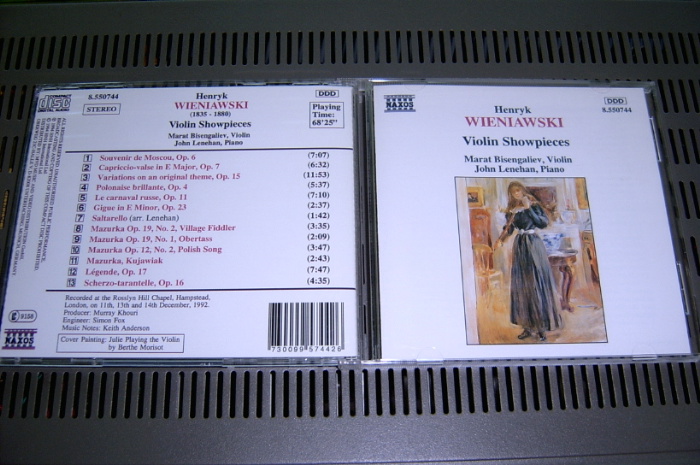 COMPACT
disc
DIGITAL AUDIO
8.550744
STEREO
Henryk
WIENIAWSKI
(1835 - 1880)
Violin Showpieces
Marat Bisengaliev, Violin
John Lenehan, Piano
DDD
Playing
Time:
68'25"
1 Souvenir de Moscou, Op. 6 (7:07)
2 Capriccio-valse in E Major, Op. 7 (6:32)
3 Variations on an original theme, Op. 15 (11:53)
4 Polonaise brillante, Op. 4 (5:37)
5 Le carnaval russe, Op. 11 (7:10)
6 Gigue in E Minor, Op. 23 (2:37)
7 Saltarello (arr. Lenehan) (1:42)
8 Mazurka Op. 19, No. 2, Village Fiddler (3:35)
9 Mazurka Op. 19, No. 1, Obertass (2:09)
10 Mazurka Op. 12, No. 2, Polish Song (3:47)
11 Mazurka, Kujawiak (2:43)
12 Légende, Op. 17 (7:47)
13 Scherzo-tarantelle, Op. 16 (4:35)
Recorded at the Rosslyn Hill Chapel, Hampstead,
London, on 11th, 13th and 14th December, 1992.
Producer: Murray Khouri
Engineer: Simon Fox
Music Notes: Keith Anderson
Cover Painting: Julie Playing the Violin
by Berthe Morisot
NAXOS
730099574426
NAXOS
DDD
8.550744
Henryk
WIENIAWSKI
Violin Showpieces
Marat Bisengaliev, Violin
John Lenehan, Piano